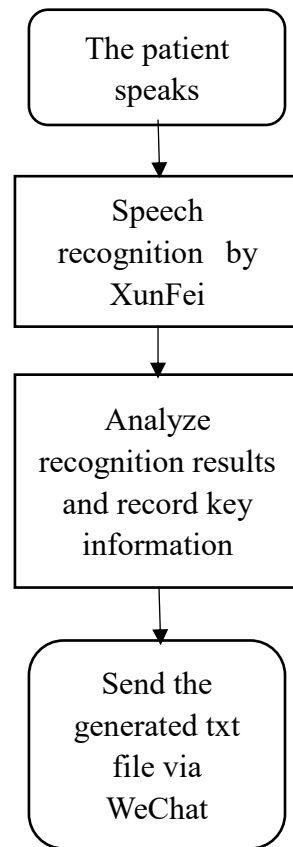 The patient
speaks
Speech
recognition by
XunFei
Analyze
recognition results
and record key
information
Send the
generated txt
file via
WeChat